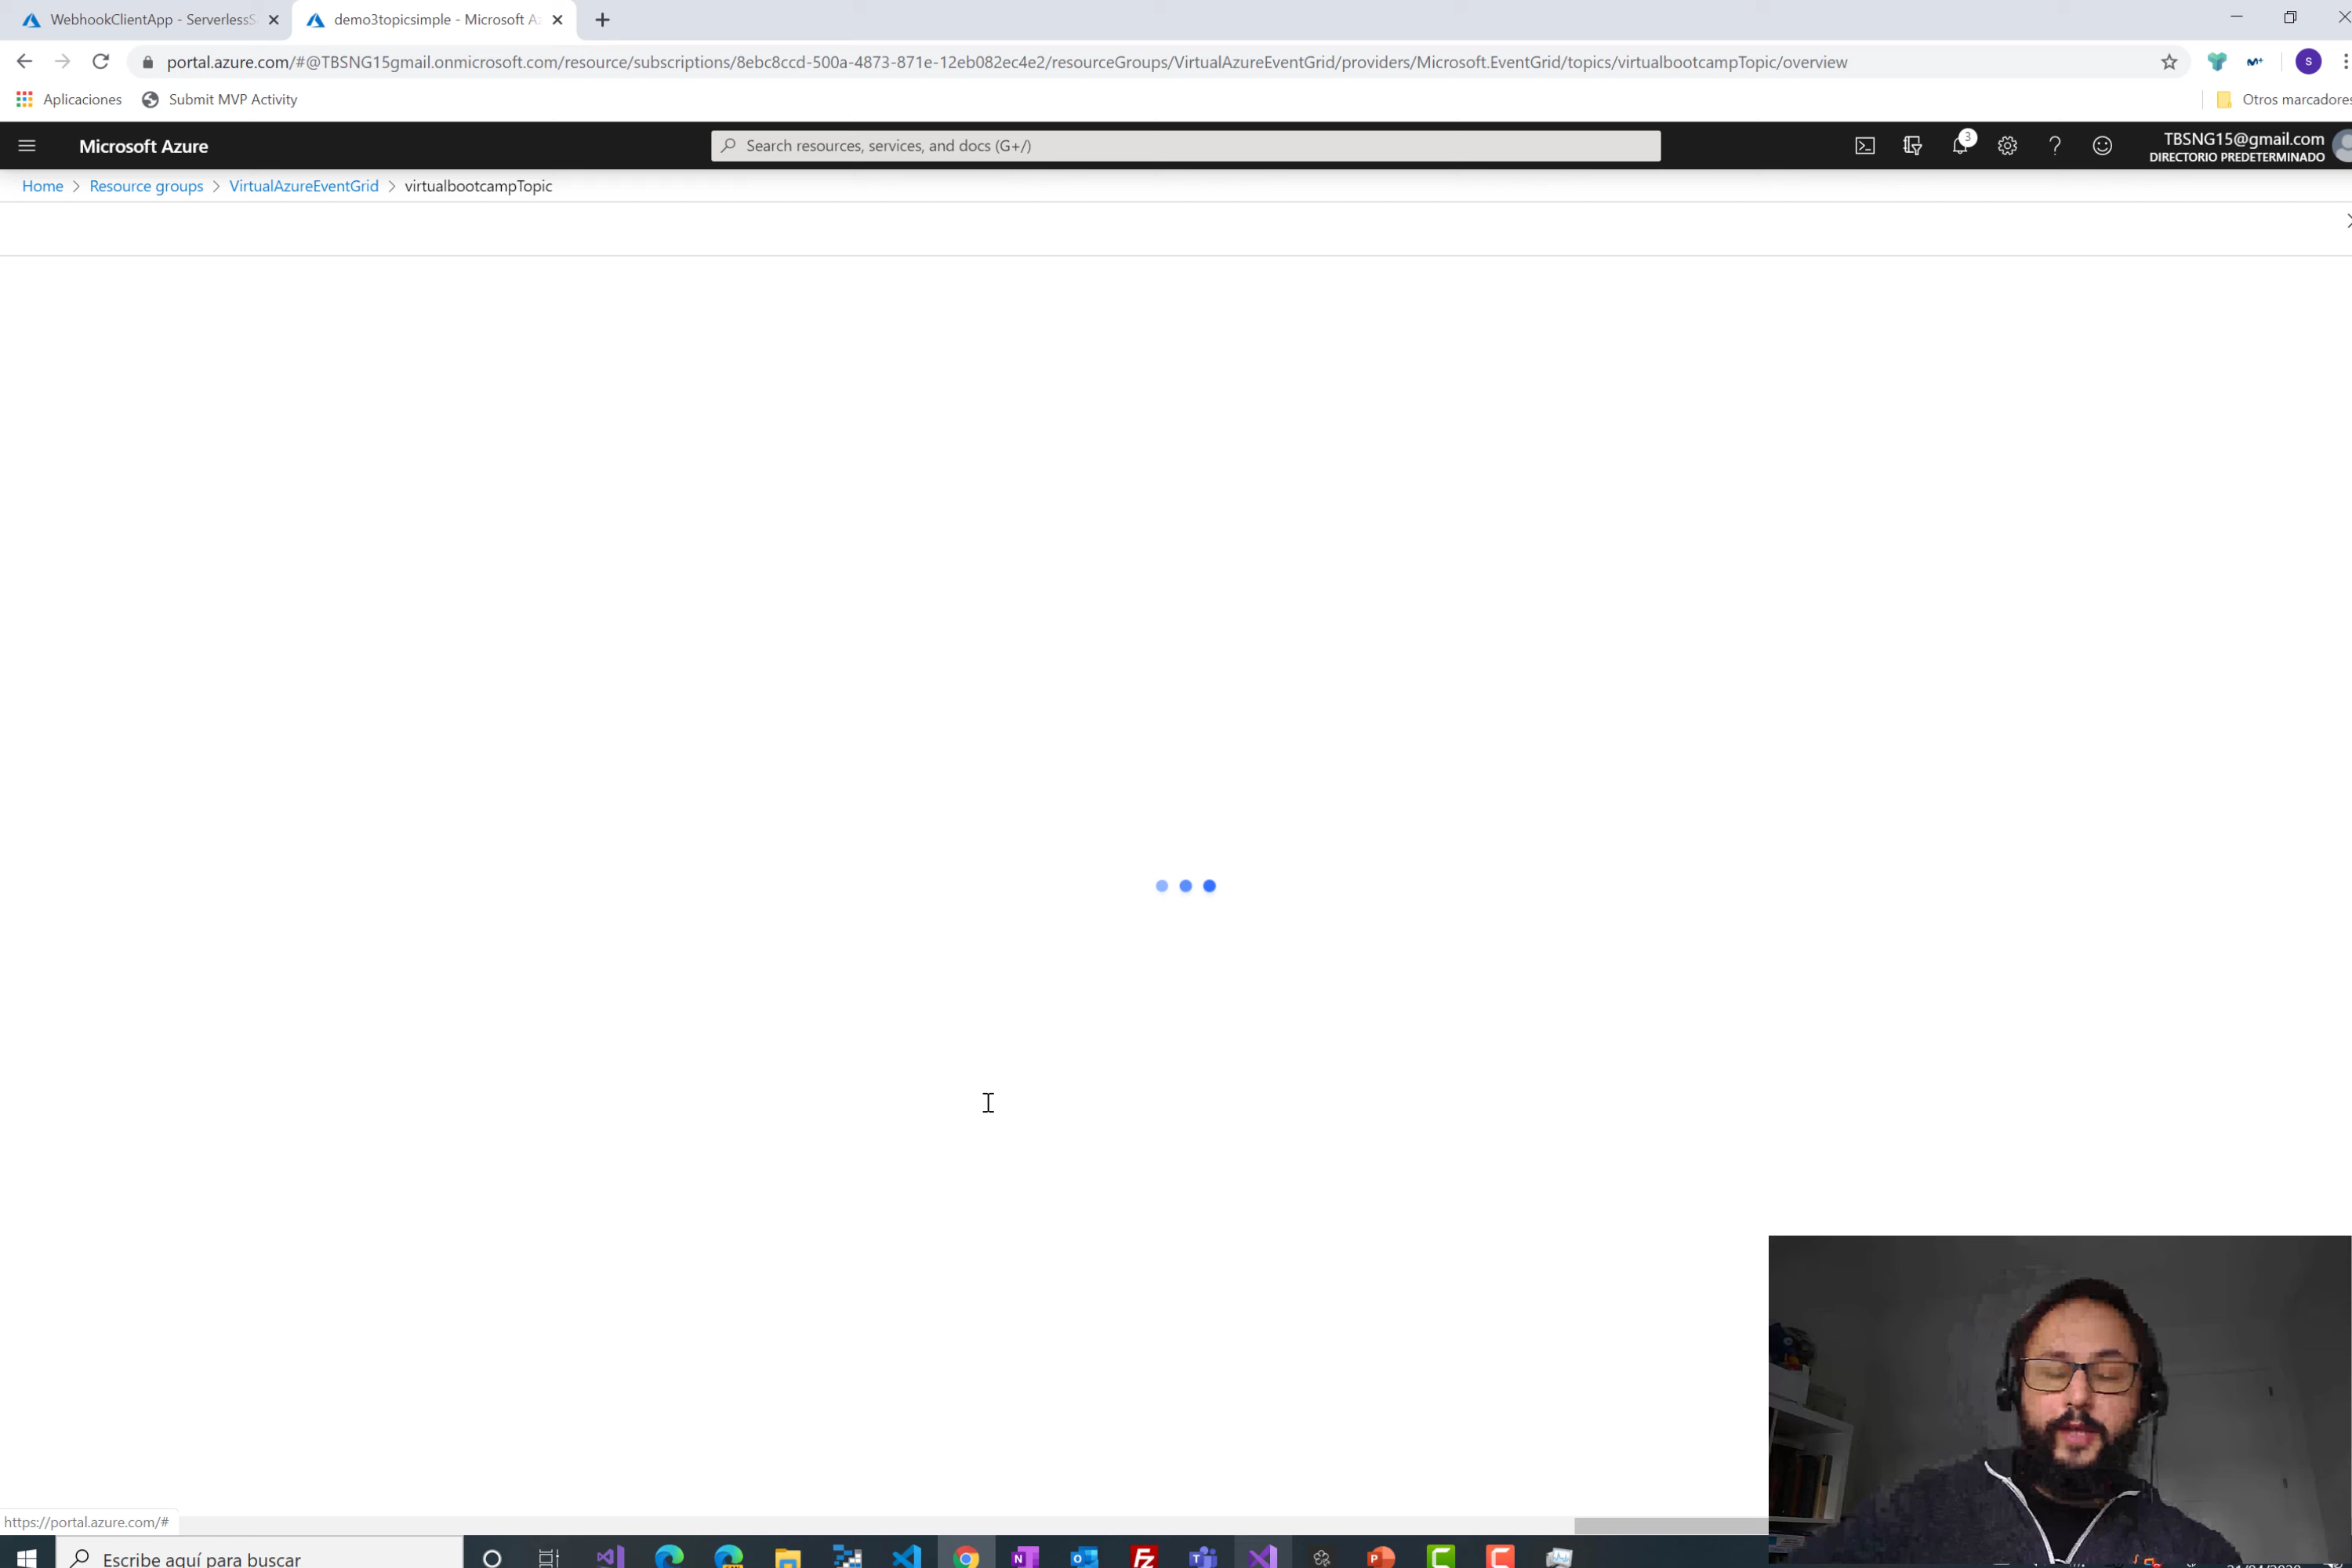 WebhookClientApp - ServerlessS
demo3topicsimple - Microsoft A
portal.azure.com/#@TBSNG15gmail.onmicrosoft.com/resource/subscriptions/8ebc8ccd-500a-4873-871e-12eb082ec4e2/resourceGroups/VirtualAzureEventGrid/providers/Microsoft.EventGrid/topics/virtualbootcampTopic/overview
S
Aplicaciones
Submit MVP Activity
Otros marcadores
Microsoft Azure
Search resources, services, and docs (G+/)
3
TBSNG15@gmail.com
DIRECTORIO PREDETERMINADO
Home > Resource groups > VirtualAzureEventGrid > virtualbootcampTopic
https://portal.azure.com/#
Escribe aquí para buscar